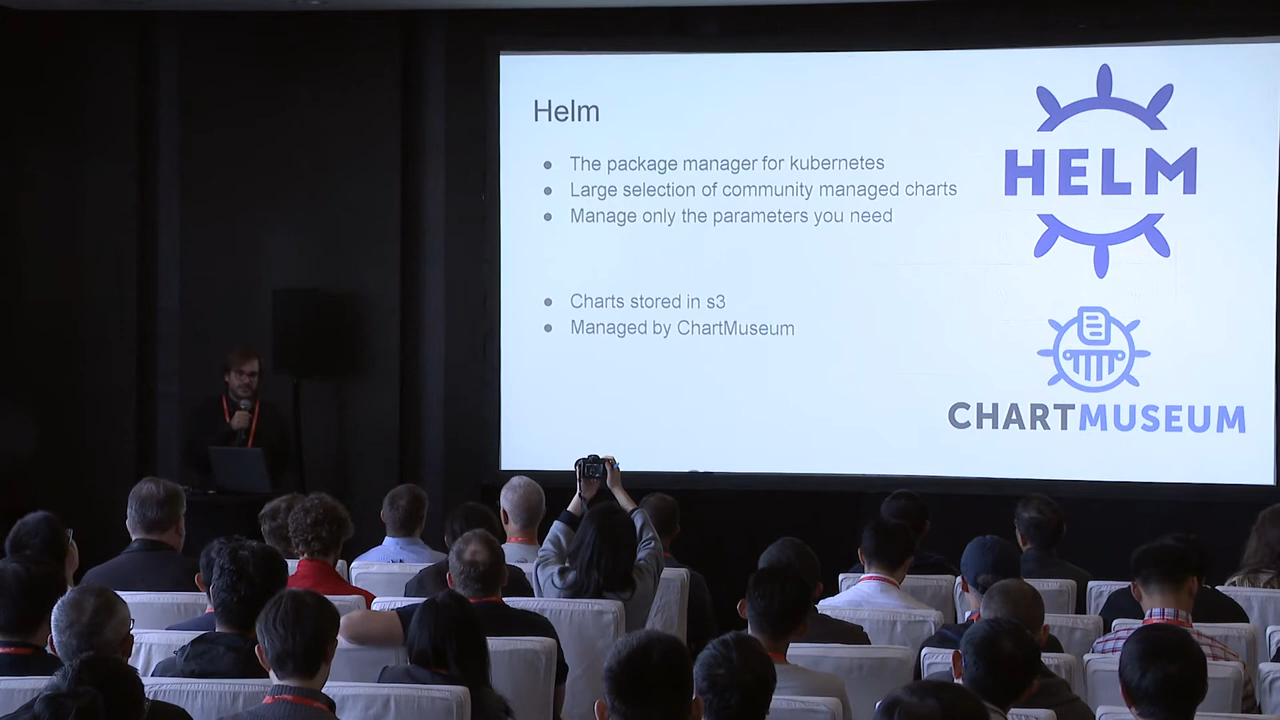 Helm
● The package manager for kubernetes
● Large selection of community managed charts
● Manage only the parameters you need
● Charts stored in s3
● Managed by ChartMuseum
HELM
CHARTMUSEUM